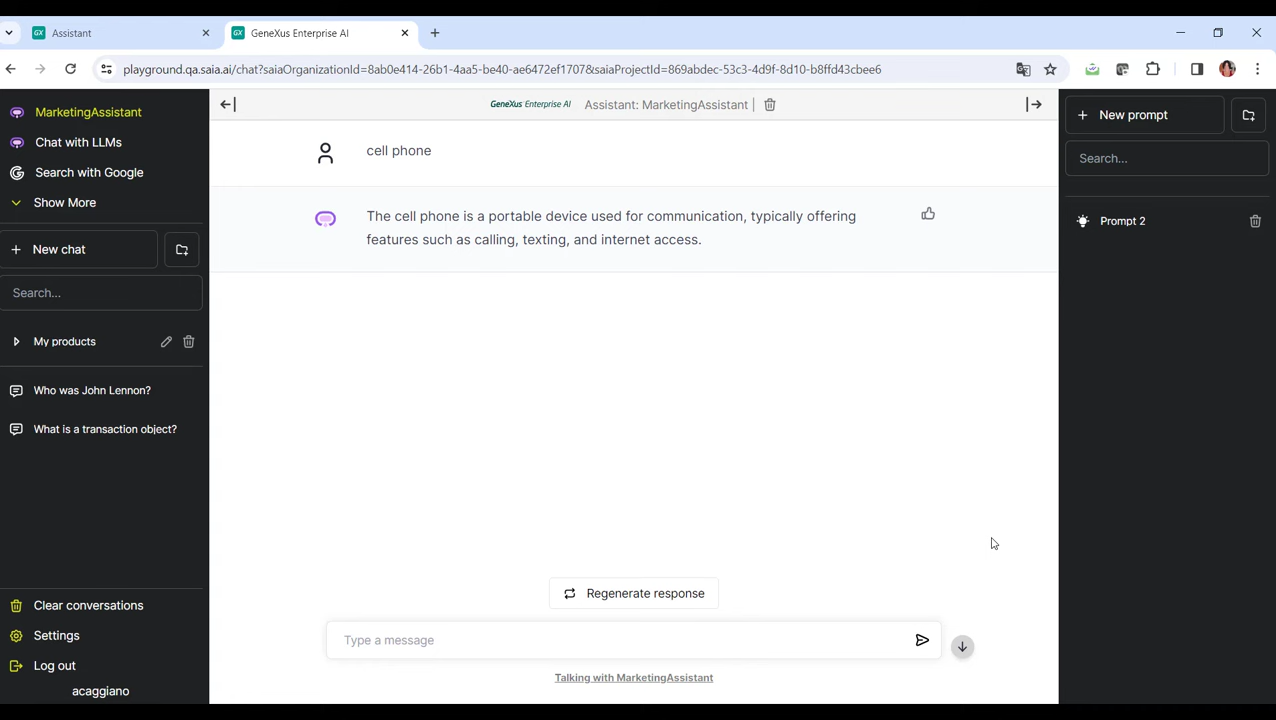 Assistant
GeneXus Enterprise AI
playground.qa.saia.ai/chat?saiaOrganizationId=8ab0e414-26b1-4aa5-be40-ae6472ef1707&saiaProjectId=869abdec-53c3-4d9f-8d10-b8ffd43cbee6
MarketingAssistant
Chat with LLMs
Search with Google
Show More
New chat
Search...
My products
Who was John Lennon?
What is a transaction object?
Clear conversations
Settings
Log out
acaggiano
GeneXus Enterprise AI Assistant: MarketingAssistant |
cell phone
The cell phone is a portable device used for communication, typically offering
features such as calling, texting, and internet access.
Regenerate response
Type a message
Talking with MarketingAssistant
New prompt
Search...
Prompt 2